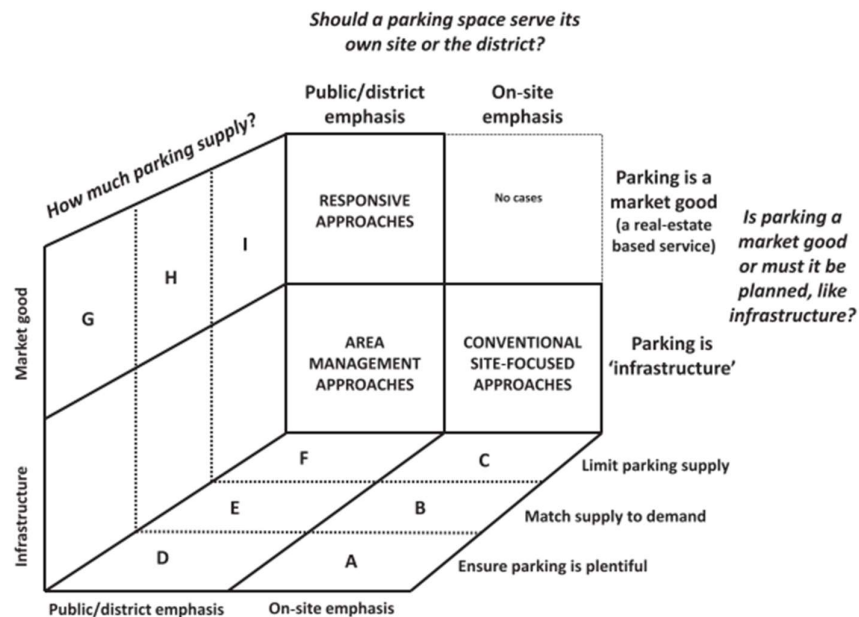 Should a parking space serve its
own site or the district?
Public/district
emphasis
On-site
emphasis
How much parking supply?
RESPONSIVE
APPROACHES
No cases
Parking is a
market good
(a real-estate
based service)
Is parking a
market good
or must it be
planned, like
infrastructure?
Market good
G
H
I
AREA
MANAGEMENT
APPROACHES
CONVENTIONAL
SITE-FOCUSED
APPROACHES
Parking is
‘infrastructure’
Infrastructure
F
C
Limit parking supply
E
B
Match supply to demand
D
A
Ensure parking is plentiful
Public/district emphasis
On-site emphasis